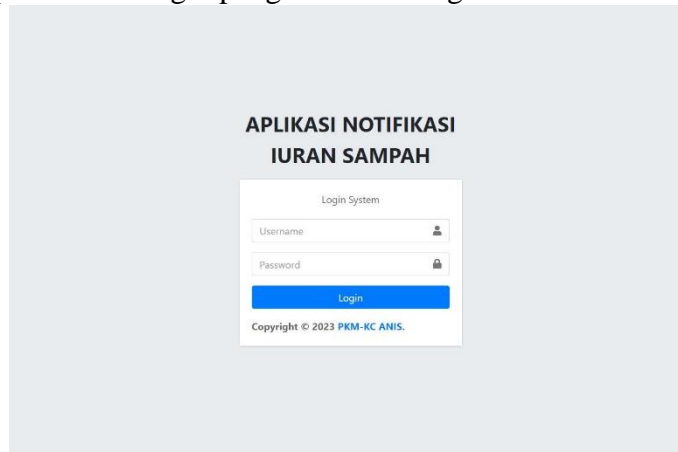 APLIKASI NOTIFIKASI
IURAN SAMPAH
Login System
Username
Password
Login
Copyright © 2023 PKM-KC ANIS.